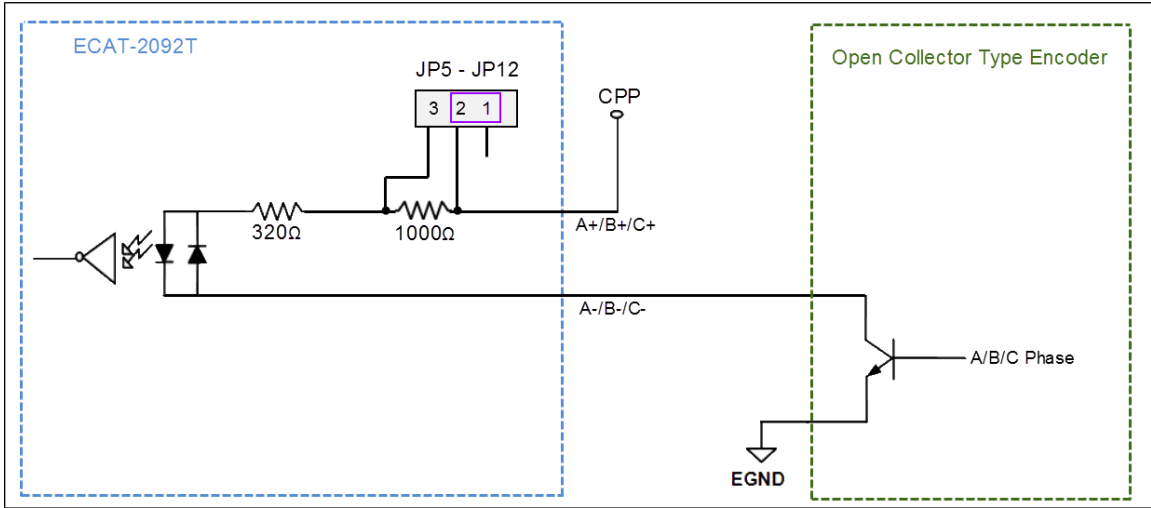 ECAT-2092T
Open Collector Type Encoder
JP5 - JP12
3 2 1
CPP
320Ω
1000Ω
A+/B+/C+
A-/B-/C-
A/B/C Phase
EGND